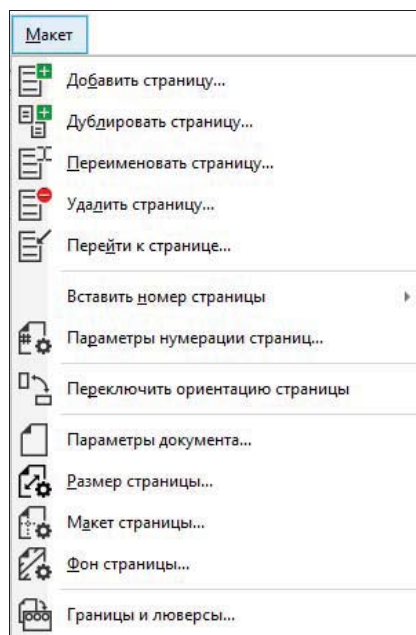 Макет
Добавить страницу...
Дублировать страницу...
Переименовать страницу...
Удалить страницу...
Перейти к странице...
Вставить номер страницы
Параметры нумерации страниц...
Переключить ориентацию страницы
Параметры документа...
Размер страницы...
Макет страницы...
Фон страницы...
Границы и люверсы...